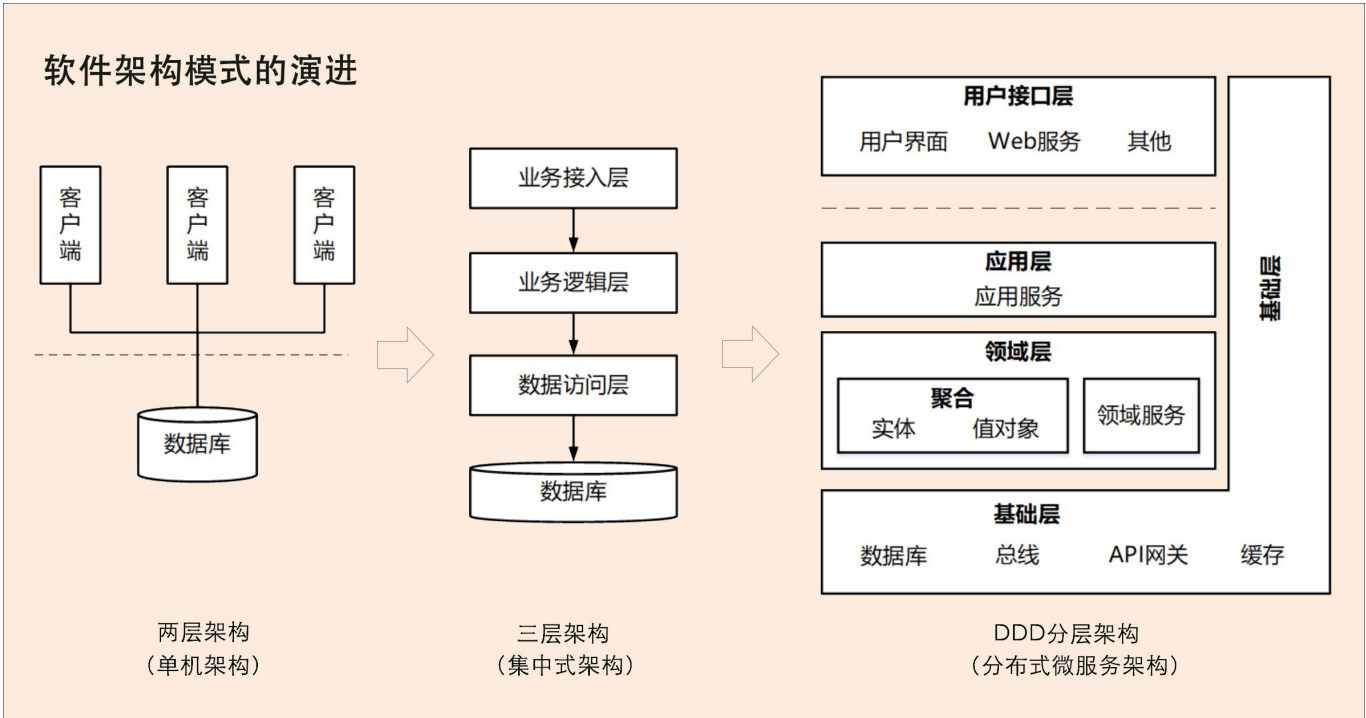 软件架构模式的演进
客户端
客户端
客户端
数据库
两层架构
（单机架构）
业务接入层
业务逻辑层
数据访问层
数据库
三层架构
（集中式架构）
用户接口层
用户界面 Web服务 其他
应用层
应用服务
领域层
聚合
实体 值对象
领域服务
基础层
基础层
数据库 总线 API网关 缓存
DDD分层架构
（分布式微服务架构）